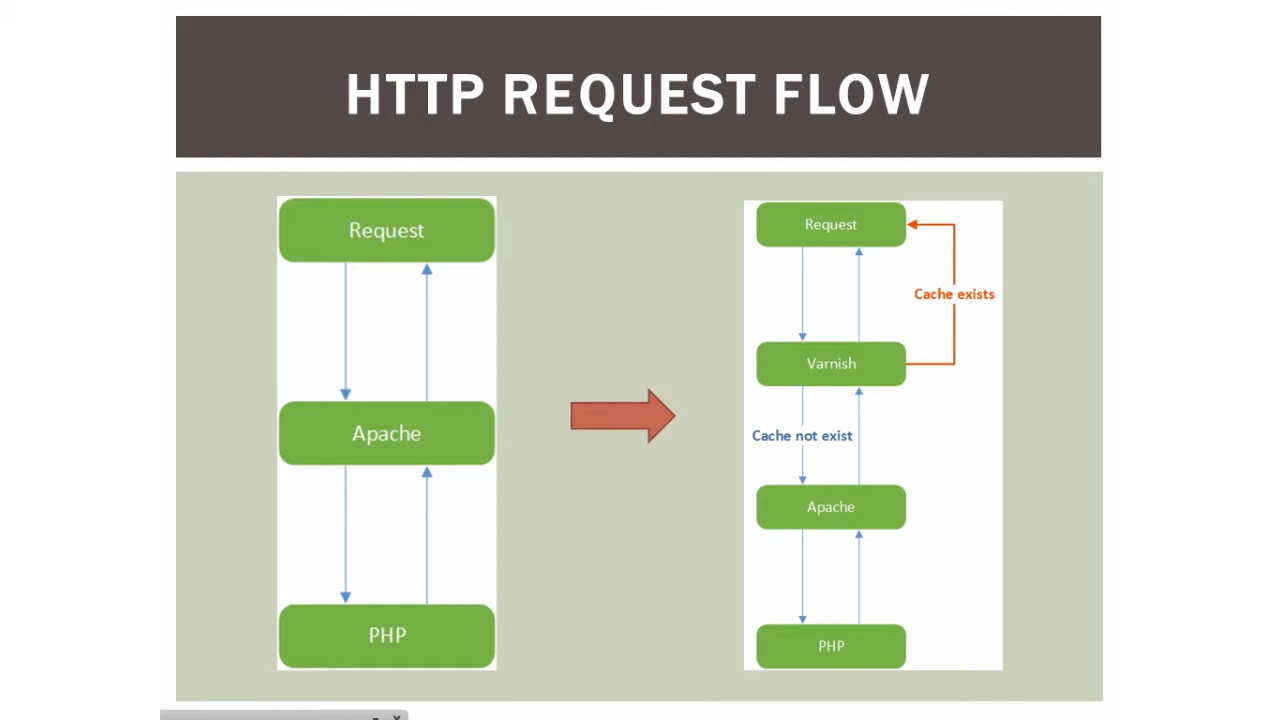 HTTP REQUEST FLOW
Request
Apache
PHP
Request
Cache exists
Varnish
Cache not exist
Apache
PHP